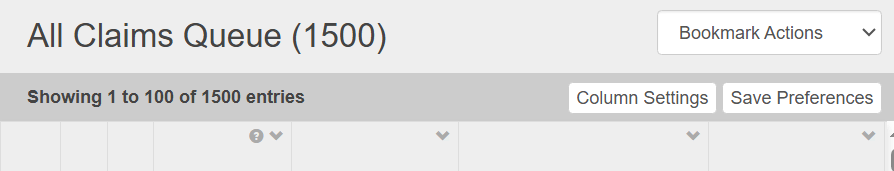 All Claims Queue (1500)
Bookmark Actions
Showing 1 to 100 of 1500 entries
Column Settings
Save Preferences
?